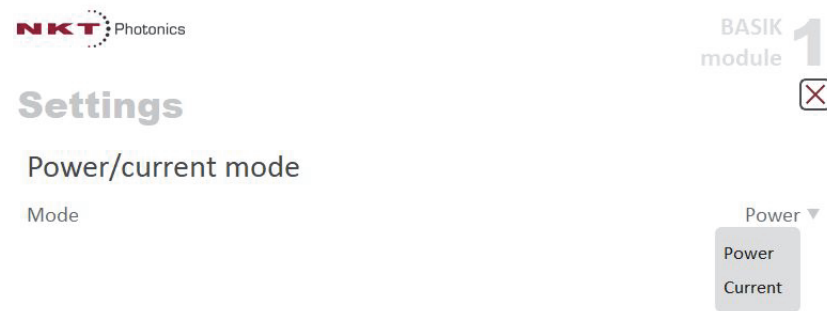 NKT Photonics
BASIK
module 1
Settings
Power/current mode
Mode Power
Power
Current